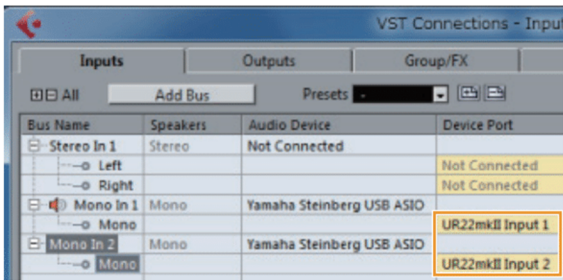 VST Connections - Input
Inputs Outputs Group/FX
All Add Bus Presets -
Bus Name Speakers Audio Device Device Port
Stereo In 1 Stereo Not Connected
Left Not Connected
Right Not Connected
Mono In 1 Mono Yamaha Steinberg USB ASIO
Mono UR22mkII Input 1
Mono In 2 Mono Yamaha Steinberg USB ASIO
Mono UR22mkII Input 2